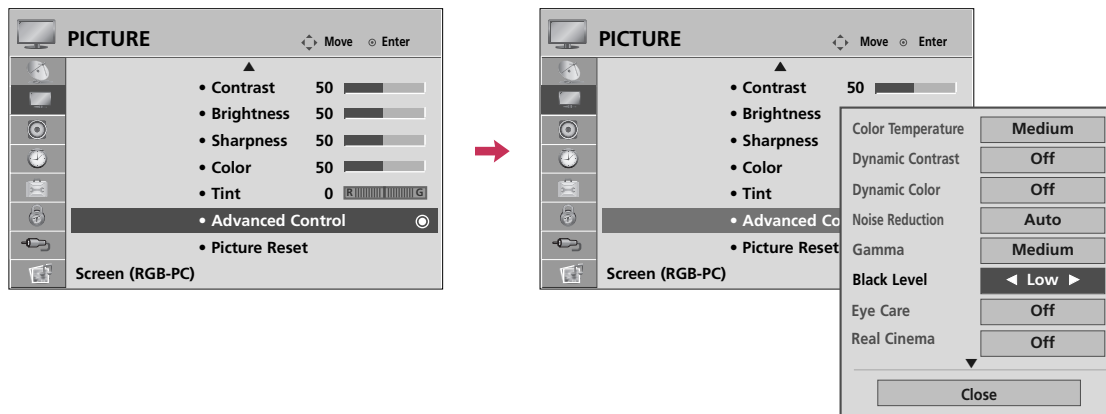 PICTURE
Move Enter
• Contrast 50
• Brightness 50
• Sharpness 50
• Color 50
• Tint 0 R G
• Advanced Control
• Picture Reset
Screen (RGB-PC)
PICTURE
Move Enter
• Contrast 50
• Brightness
• Sharpness
• Color
• Tint
• Advanced Co
• Picture Reset
Screen (RGB-PC)
Color Temperature Medium
Dynamic Contrast Off
Dynamic Color Off
Noise Reduction Auto
Gamma Medium
Black Level ◀ Low ▶
Eye Care Off
Real Cinema Off
Close